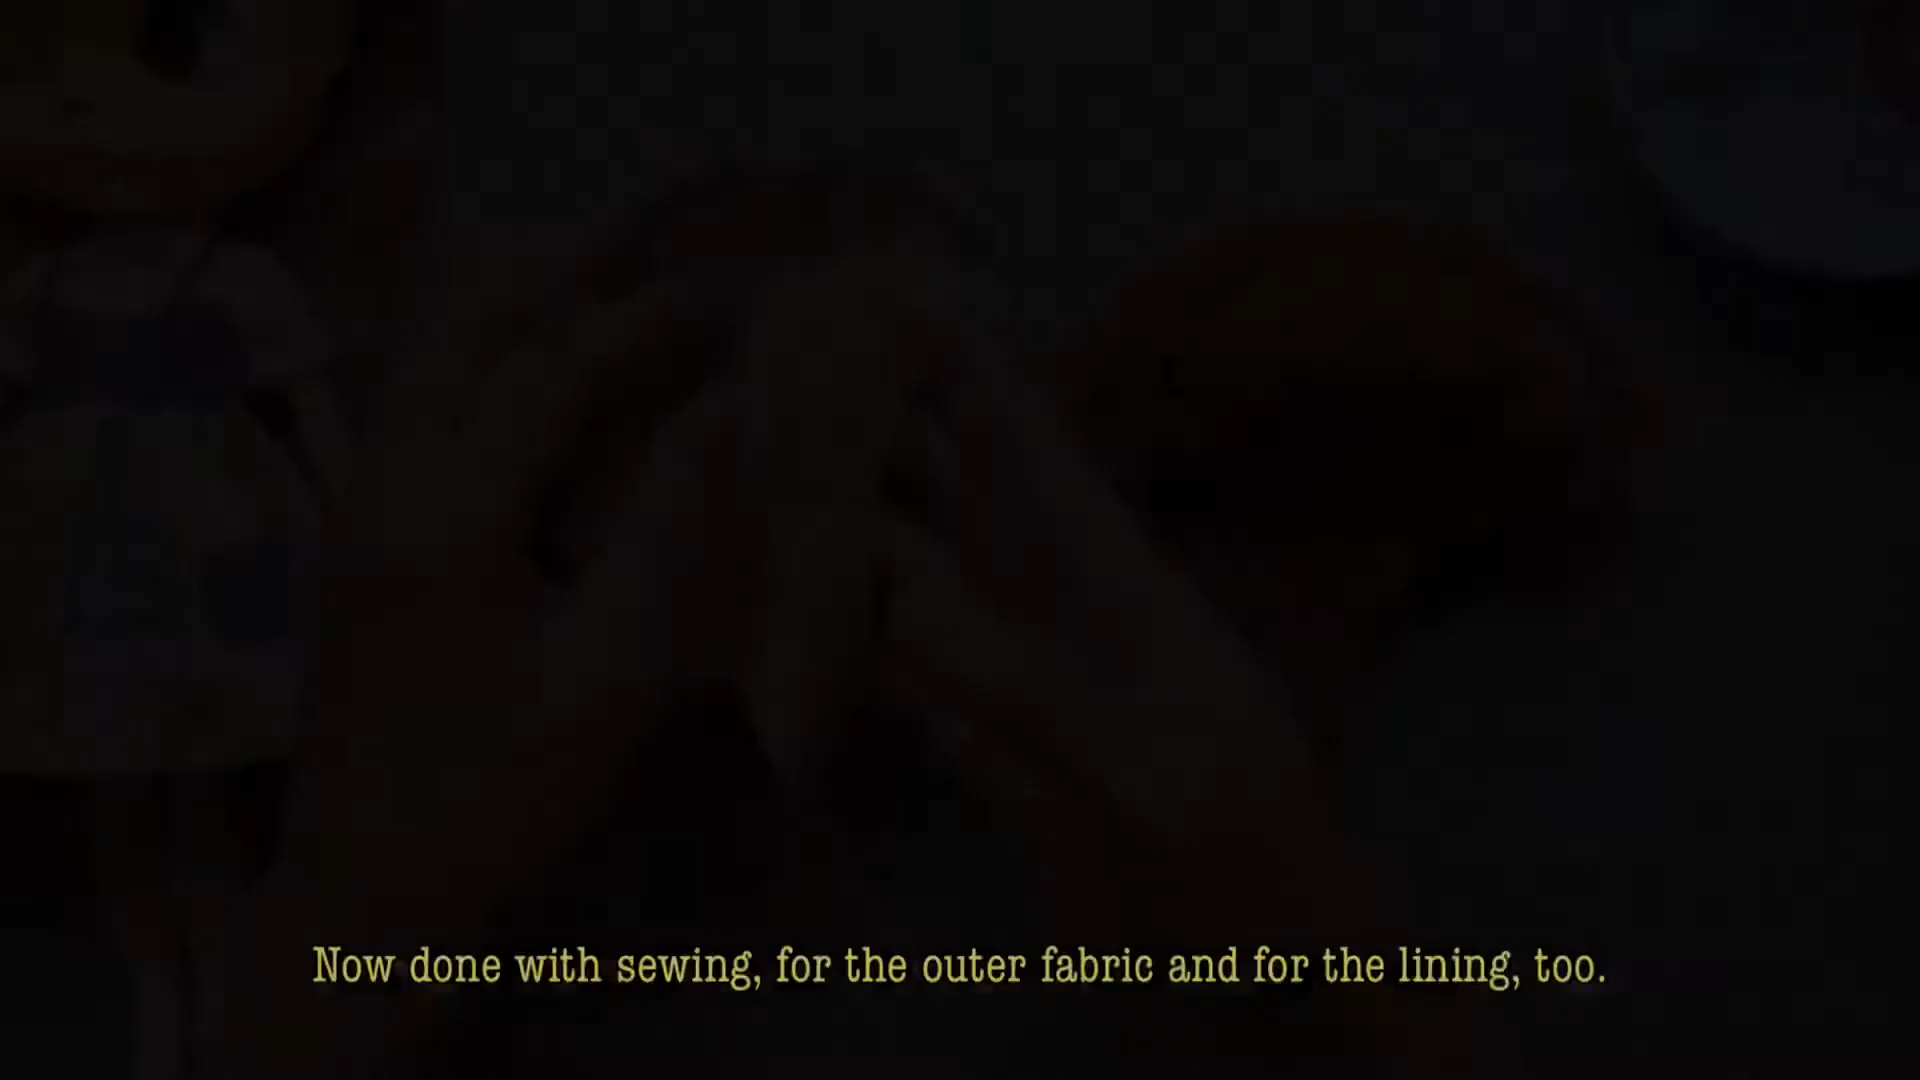 Now done with sewing, for the outer fabric and for the lining, too.